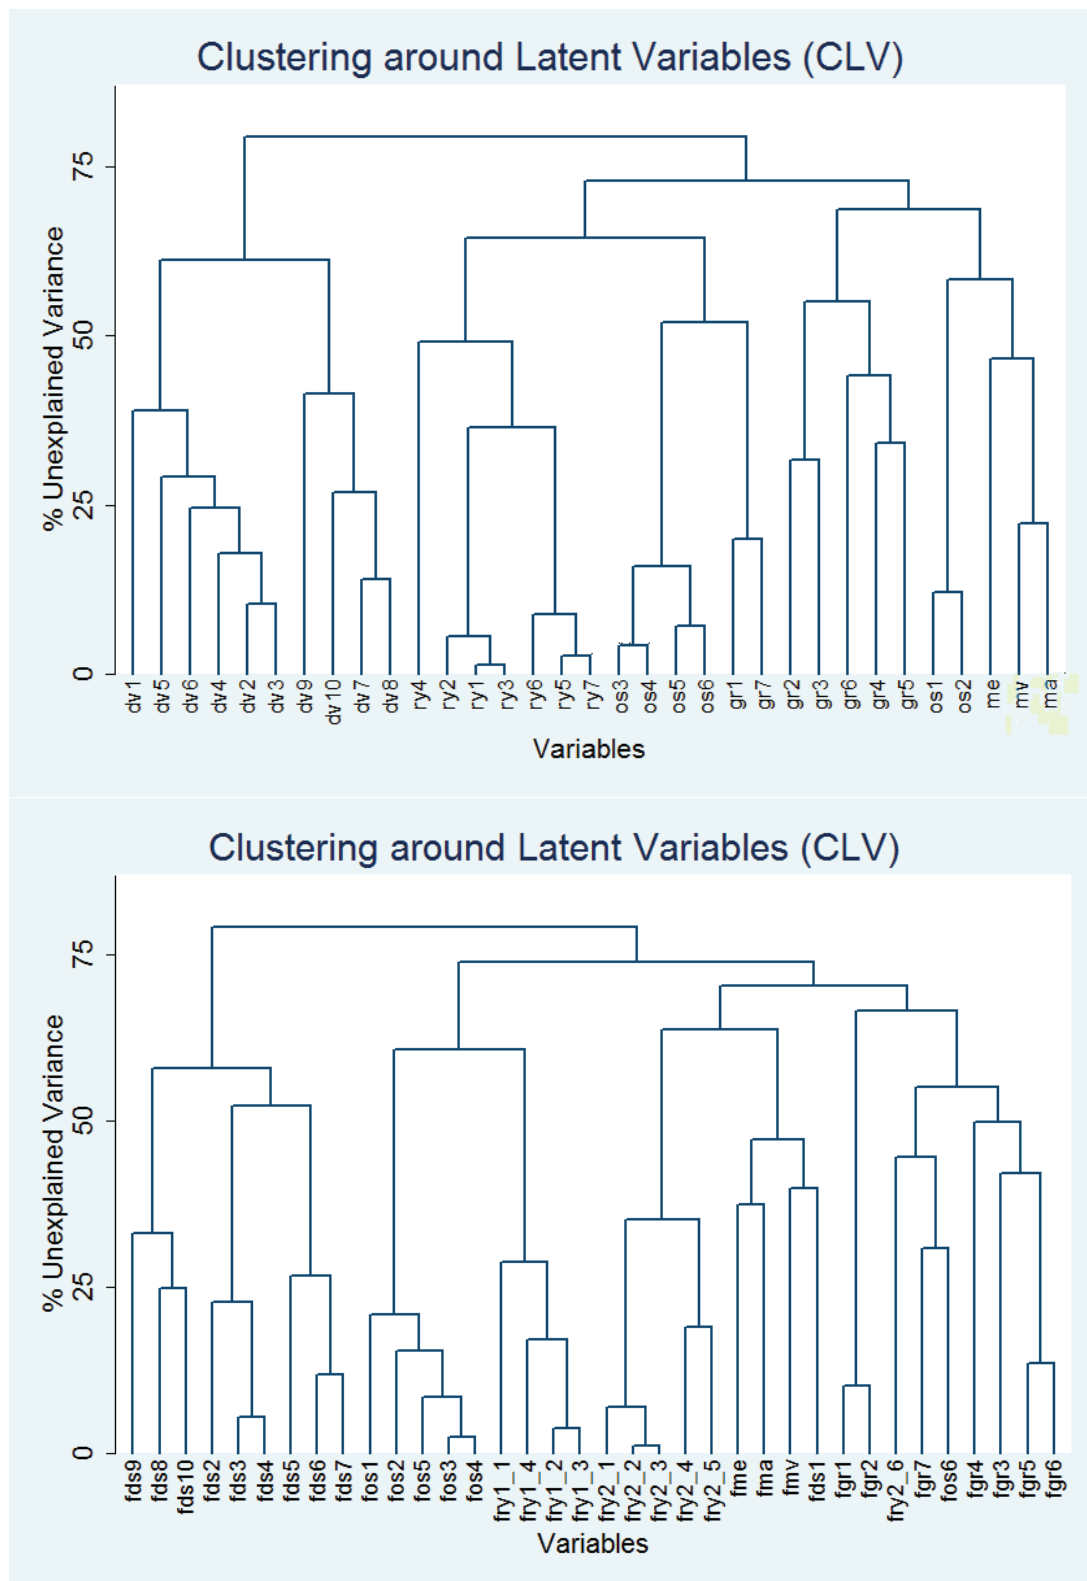 Clustering around Latent Variables (CLV)
% Unexplained Variance
75
50
25
0
dv1 dv5 dv6 dv4 dv2 dv3 dv9 dv10 dv7 dv8 ry4 ry2 ry1 ry3 ry6 ry5 ry7 os3 os4 os5 os6 gr1 gr7 gr2 gr3 gr6 gr4 gr5 os1 os2 me mv ma
Variables
Clustering around Latent Variables (CLV)
% Unexplained Variance
75
50
25
0
fds9 fds8 fds10 fds2 fds3 fds4 fds5 fds6 fds7 fos1 fos2 fos5 fos3 fos4 fry1_1 fry1_4 fry1_2 fry1_3 fry2_1 fry2_2 fry2_3 fry2_4 fry2_5 fme fma fmv fds1 fgr1 fgr2 fry2_6 fgr7 fos6 fgr4 fgr3 fgr5 fgr6
Variables